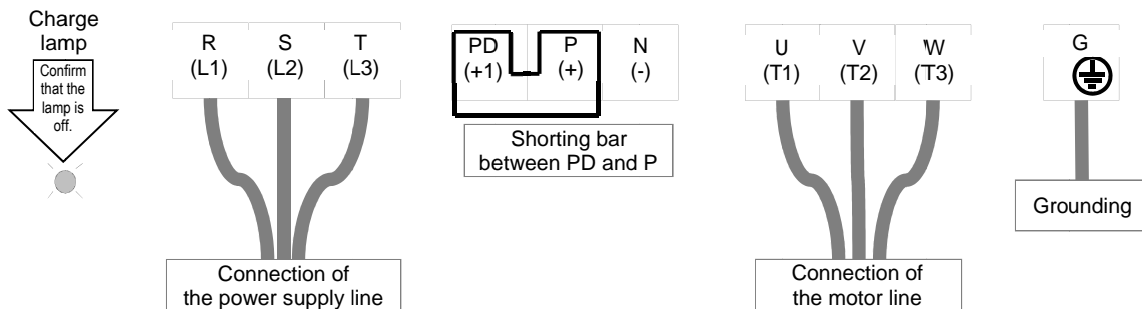 Charge
lamp
Confirm
that the
lamp is
off.
R S T
(L1) (L2) (L3)
Connection of
the power supply line
PD P N
(+1) (+) (-)
Shorting bar
between PD and P
U V W
(T1) (T2) (T3)
Connection of
the motor line
G
Grounding